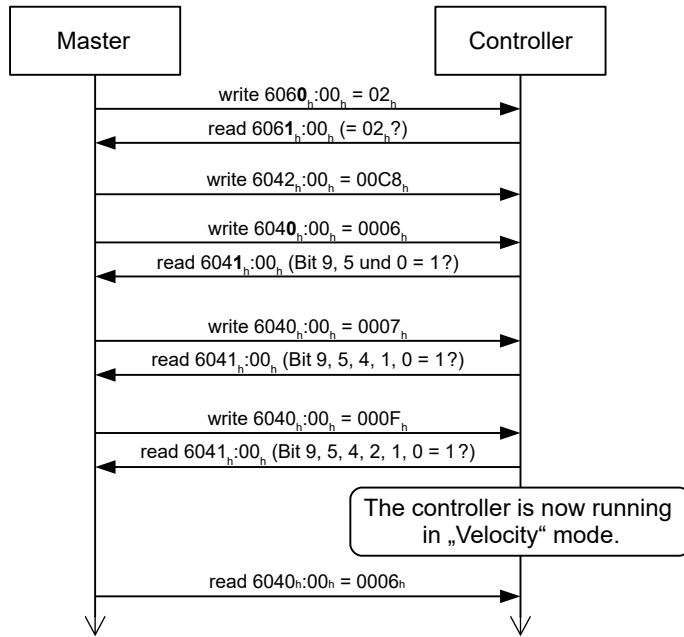 Master
Controller
write 6060ₕ:00ₕ = 02ₕ
read 6061ₕ:00ₕ (= 02ₕ?)
write 6042ₕ:00ₕ = 00C8ₕ
write 6040ₕ:00ₕ = 0006ₕ
read 6041ₕ:00ₕ (Bit 9, 5 und 0 = 1?)
write 6040ₕ:00ₕ = 0007ₕ
read 6041ₕ:00ₕ (Bit 9, 5, 4, 1, 0 = 1?)
write 6040ₕ:00ₕ = 000Fₕ
read 6041ₕ:00ₕ (Bit 9, 5, 4, 2, 1, 0 = 1?)
The controller is now running
in „Velocity“ mode.
read 6040ₕ:00ₕ = 0006ₕ